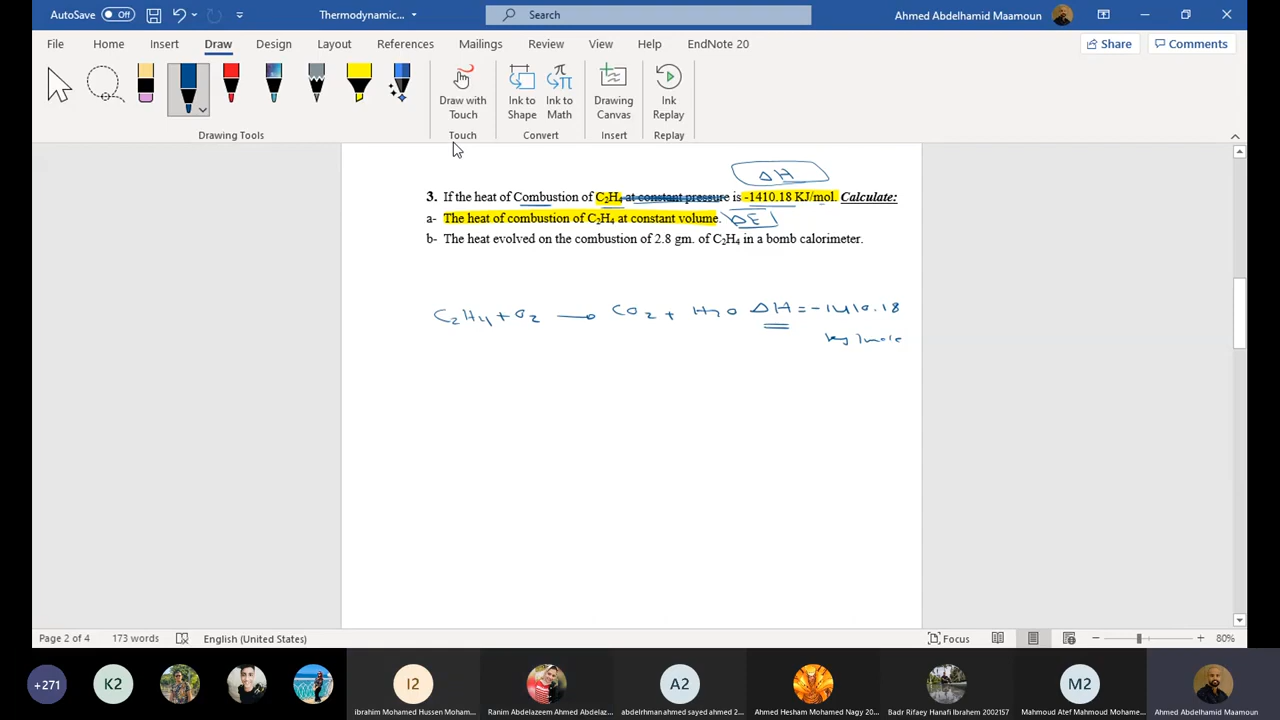 AutoSave Off Thermodynamic... Search Ahmed Abdelhamid Maamoun
File Home Insert Draw Design Layout References Mailings Review View Help EndNote 20 Share Comments
Draw with Touch Ink to Shape Ink to Math Drawing Canvas Ink Replay
Drawing Tools Touch Convert Insert Replay
ΔH
3. If the heat of Combustion of C₂H₄ at constant pressure is -1410.18 KJ/mol. Calculate:
a- The heat of combustion of C₂H₄ at constant volume. ΔE
b- The heat evolved on the combustion of 2.8 gm. of C₂H₄ in a bomb calorimeter.
C₂H₄ + O₂ → CO₂ + H₂O ΔH = -1410.18
/mole
Page 2 of 4 173 words English (United States) Focus 80%
+271 K2 I2 A2 M2
ibrahim Mohamed Hussen Moham... Ranim Abdelazeem Ahmed Abdelaz... abdelrhman ahmed sayed ahmed 2... Ahmed Hesham Mohamed Nagy 20... Badr Rifaey Hanafi Ibrahem 2002157 Mahmoud Atef Mahmoud Mohame... Ahmed Abdelhamid Maamoun